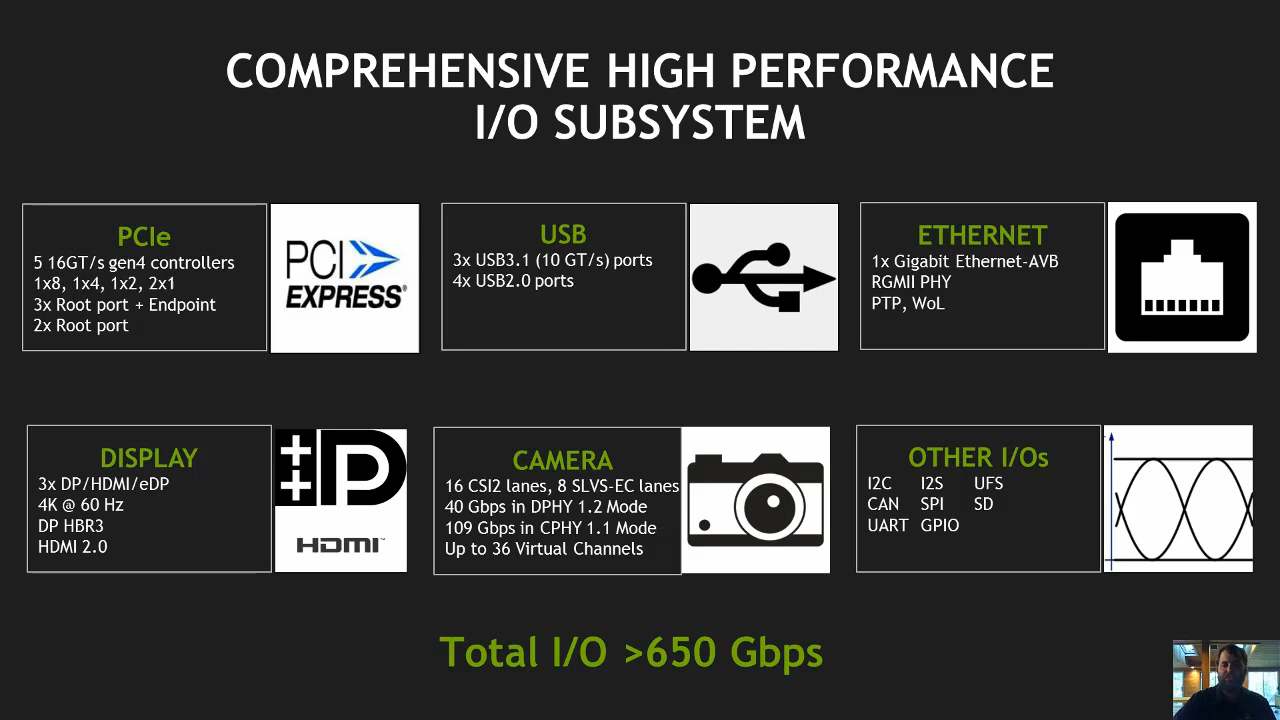 COMPREHENSIVE HIGH PERFORMANCE
I/O SUBSYSTEM
PCIe
5 16GT/s gen4 controllers
1x8, 1x4, 1x2, 2x1
3x Root port + Endpoint
2x Root port
PCI
EXPRESS®
USB
3x USB3.1 (10 GT/s) ports
4x USB2.0 ports
ETHERNET
1x Gigabit Ethernet-AVB
RGMII PHY
PTP, WoL
DISPLAY
3x DP/HDMI/eDP
4K @ 60 Hz
DP HBR3
HDMI 2.0
HDMI
CAMERA
16 CSI2 lanes, 8 SLVS-EC lanes
40 Gbps in DPHY 1.2 Mode
109 Gbps in CPHY 1.1 Mode
Up to 36 Virtual Channels
OTHER I/Os
I2C I2S UFS
CAN SPI SD
UART GPIO
Total I/O >650 Gbps